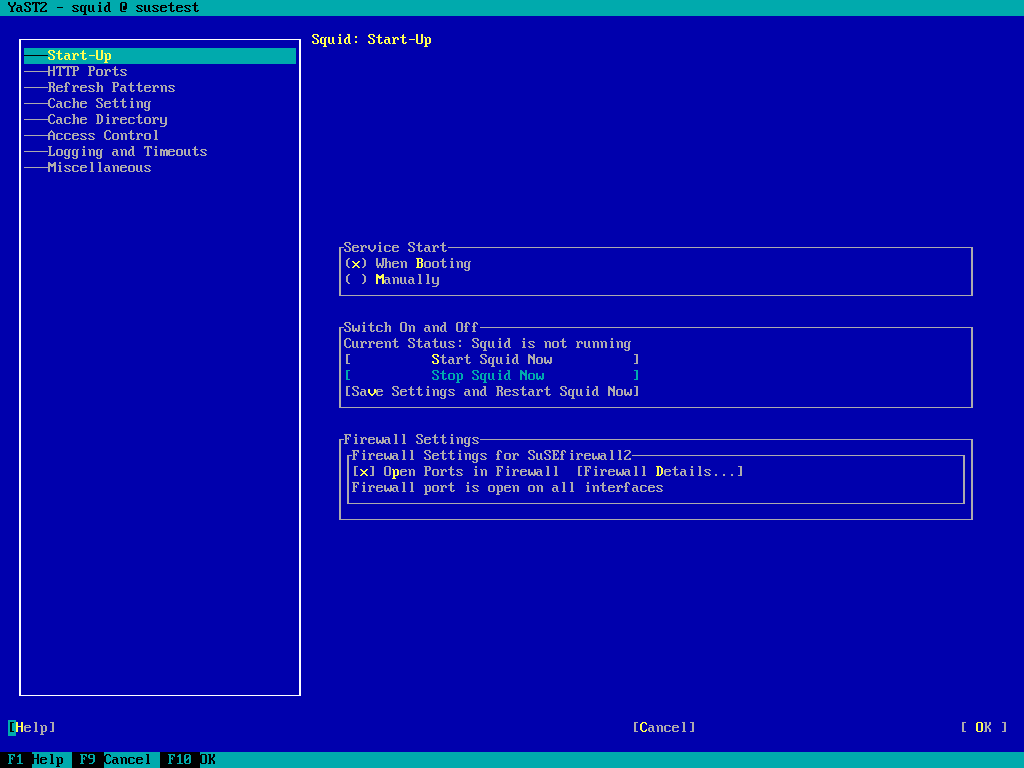 YaST2 - squid @ susetest
Squid: Start-Up
Start-Up
HTTP Ports
Refresh Patterns
Cache Setting
Cache Directory
Access Control
Logging and Timeouts
Miscellaneous
Service Start
(x) When Booting
( ) Manually
Switch On and Off
Current Status: Squid is not running
[ Start Squid Now ]
[ Stop Squid Now ]
[Save Settings and Restart Squid Now]
Firewall Settings
Firewall Settings for SuSEfirewall2
[x] Open Ports in Firewall [Firewall Details...]
Firewall port is open on all interfaces
[Help] [Cancel] [ OK ]
F1 Help F9 Cancel F10 OK